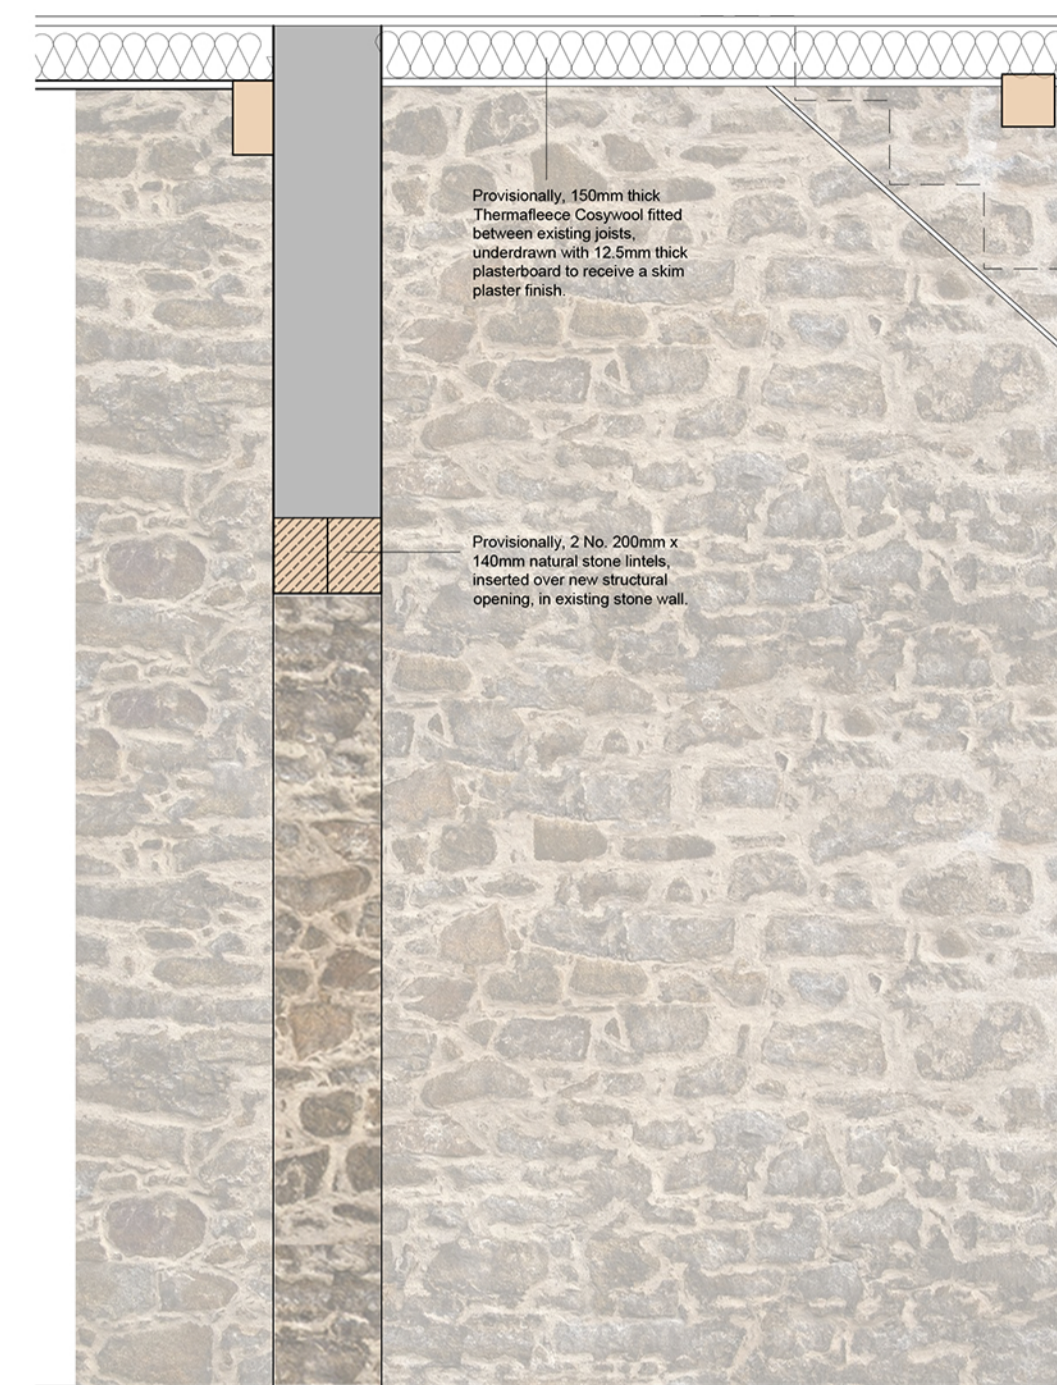 Provisionally, 150mm thick
Thermafleece Cosywool fitted
between existing joists,
underdrawn with 12.5mm thick
plasterboard to receive a skim
plaster finish.
Provisionally, 2 No. 200mm x
140mm natural stone lintels,
inserted over new structural
opening, in existing stone wall.